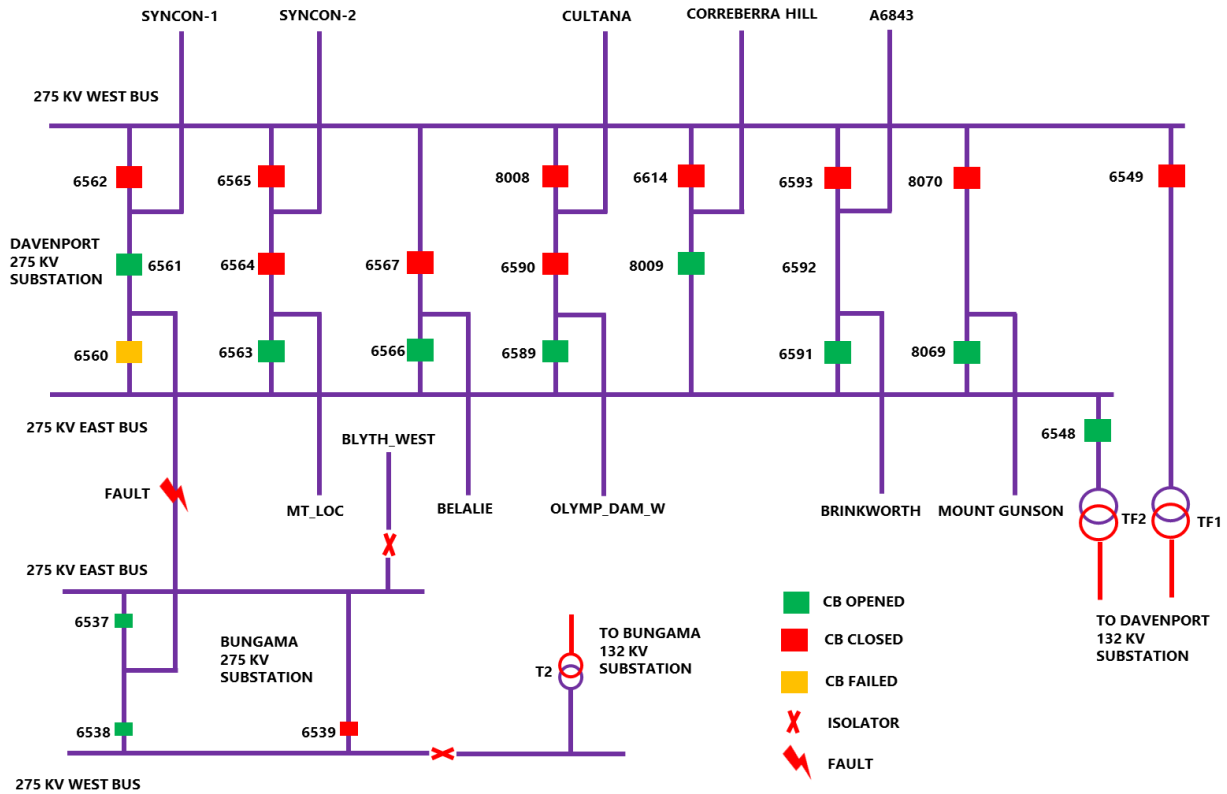 SYNCON-1
SYNCON-2
CULTANA
CORREBERRA HILL
A6843
275 KV WEST BUS
6562
6565
8008
6614
6593
8070
6549
DAVENPORT
275 KV
SUBSTATION
6561
6564
6567
6590
8009
6592
6560
6563
6566
6589
6591
8069
275 KV EAST BUS
6548
BLYTH_WEST
FAULT
MT_LOC
BELALIE
OLYMP_DAM_W
BRINKWORTH
MOUNT GUNSON
TF2
TF1
275 KV EAST BUS
6537
BUNGAMA
275 KV
SUBSTATION
TO BUNGAMA
132 KV
SUBSTATION
T2
CB OPENED
CB CLOSED
CB FAILED
ISOLATOR
FAULT
TO DAVENPORT
132 KV
SUBSTATION
6538
6539
275 KV WEST BUS